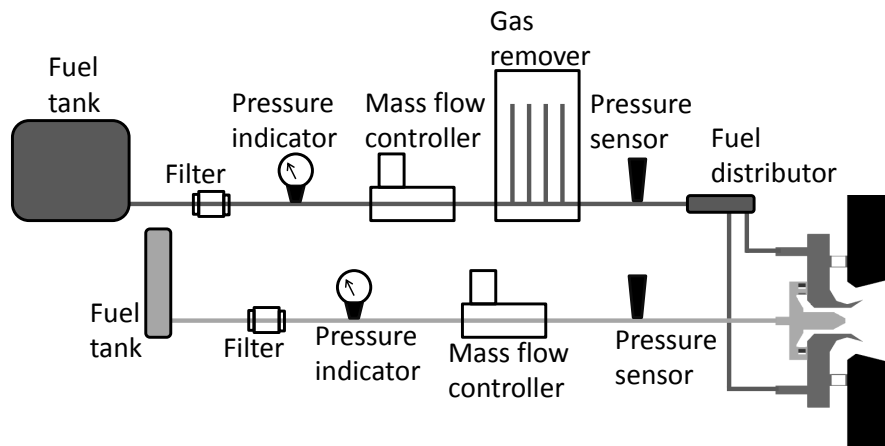 Gas
remover
Fuel
tank
Pressure
indicator
Mass flow
controller
Pressure
sensor
Fuel
distributor
Filter
Fuel
tank
Filter
Pressure
indicator
Mass flow
controller
Pressure
sensor